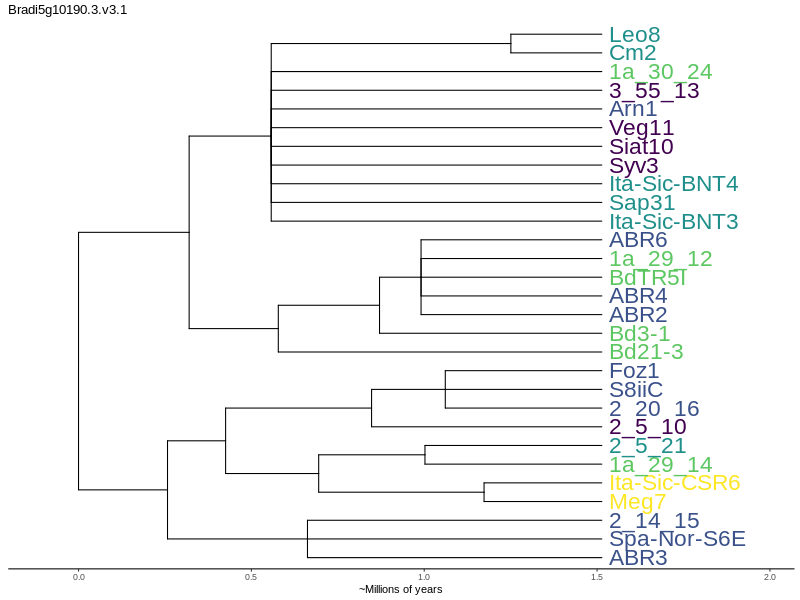 Bradi5g10190.3.v3.1
Leo8
Cm2
1a_30_24
3_55_13
Arn1
Veg11
Siat10
Syv3
Ita-Sic-BNT4
Sap31
Ita-Sic-BNT3
ABR6
1a_29_12
BdTR5I
ABR4
ABR2
Bd3-1
Bd21-3
Foz1
S8iiC
2_20_16
2_5_10
2_5_21
1a_29_14
Ita-Sic-CSR6
Meg7
2_14_15
Spa-Nor-S6E
ABR3
0.0 0.5 1.0 1.5 2.0
~Millions of years